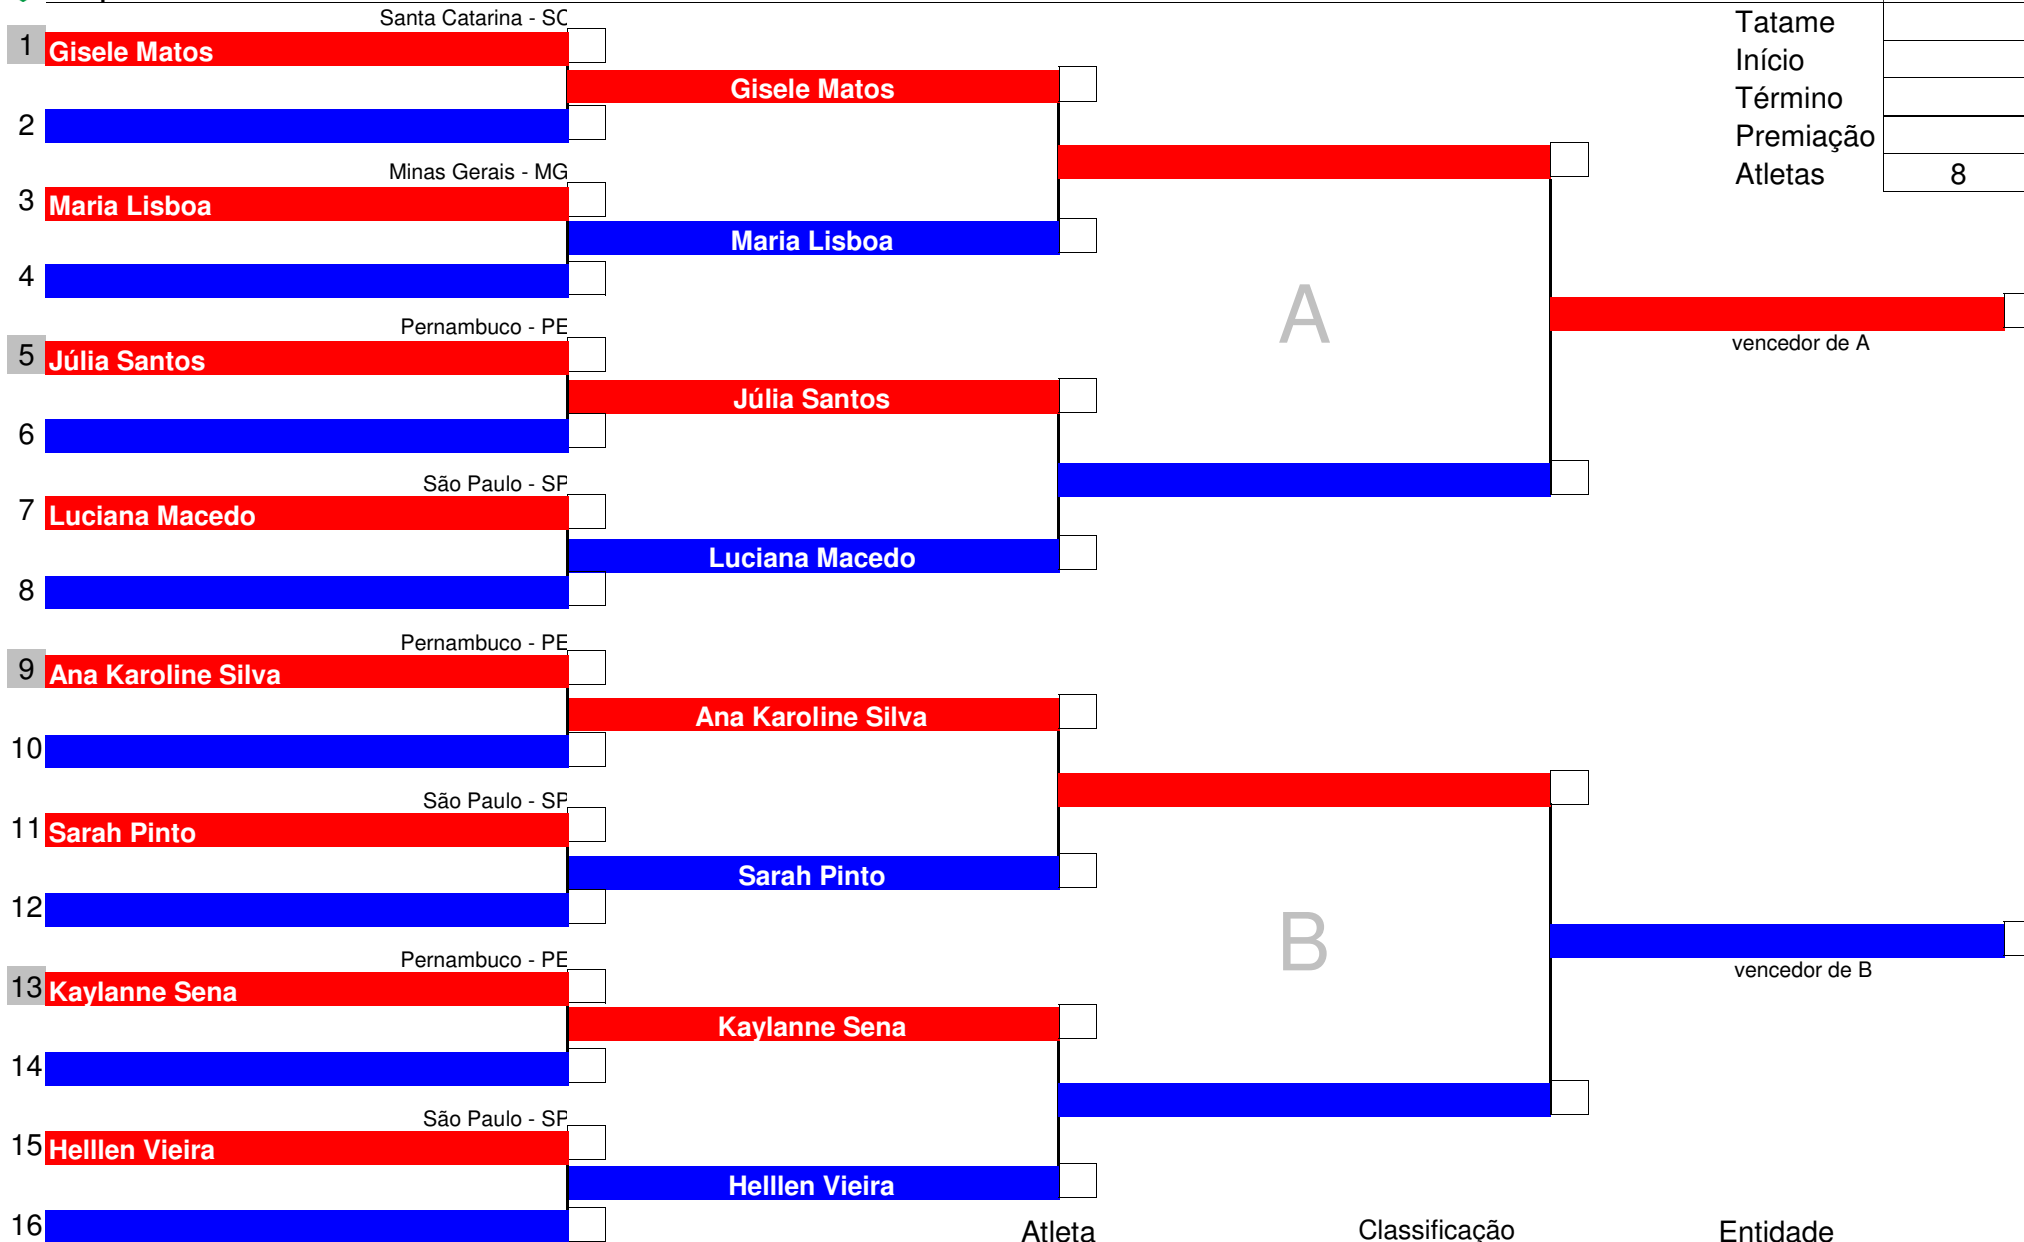 Santa Catarina - SC
Tatame
1 Gisele Matos
Início
Gisele Matos
Término
2
Premiação
Minas Gerais - MG
Atletas 8
3 Maria Lisboa
Maria Lisboa
4
A
Pernambuco - PE
vencedor de A
5 Júlia Santos
Júlia Santos
6
São Paulo - SP
7 Luciana Macedo
Luciana Macedo
8
Pernambuco - PE
9 Ana Karoline Silva
Ana Karoline Silva
10
São Paulo - SP
11 Sarah Pinto
Sarah Pinto
12
B
Pernambuco - PE
vencedor de B
13 Kaylanne Sena
Kaylanne Sena
14
São Paulo - SP
15 Helllen Vieira
Helllen Vieira
16
Atleta Classificação Entidade